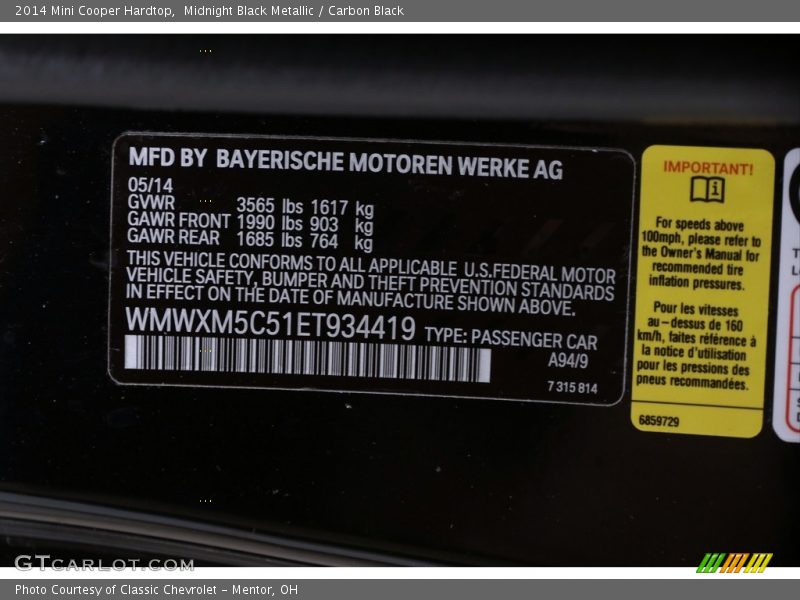 2014 Mini Cooper Hardtop,  Midnight Black Metallic / Carbon Black
MFD BY BAYERISCHE MOTOREN WERKE AG
05/14
GVWR 3565 lbs 1617 kg
GAWR FRONT 1990 lbs 903 kg
GAWR REAR 1685 lbs 764 kg
THIS VEHICLE CONFORMS TO ALL APPLICABLE U.S.FEDERAL MOTOR
VEHICLE SAFETY, BUMPER AND THEFT PREVENTION STANDARDS
IN EFFECT ON THE DATE OF MANUFACTURE SHOWN ABOVE.
WMWXM5C51ET934419 TYPE: PASSENGER CAR
A94/9
7 315 814
IMPORTANT!
For speeds above
100mph, please refer to
the Owner's Manual for
recommended tire
inflation pressures.
Pour les vitesses
au-dessus de 160
km/h, faites référence à
la notice d'utilisation
pour les pressions des
pneus recommandées.
6859729
GTCARLOT.COM
Photo Courtesy of Classic Chevrolet - Mentor, OH